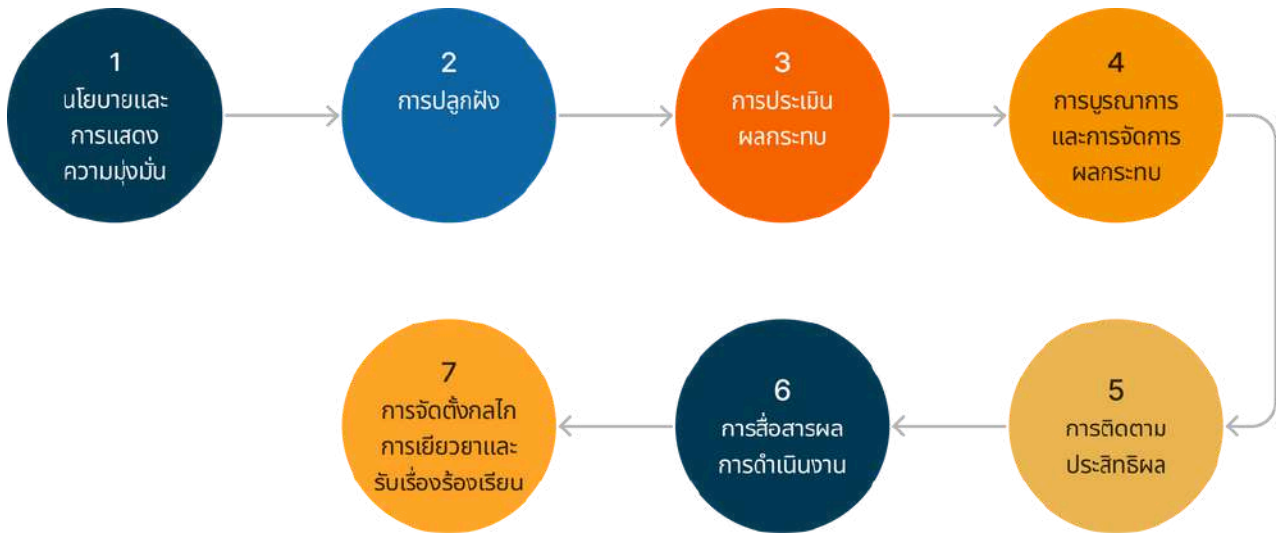 1
นโยบายและ
การแสดง
ความมุ่งมั่น
2
การปลูกฝัง
3
การประเมิน
ผลกระทบ
4
การบูรณาการ
และการจัดการ
ผลกระทบ
5
การติดตาม
ประสิทธิผล
6
การสื่อสารผล
การดำเนินงาน
7
การจัดตั้งกลไก
การเยียวยาและ
รับเรื่องร้องเรียน